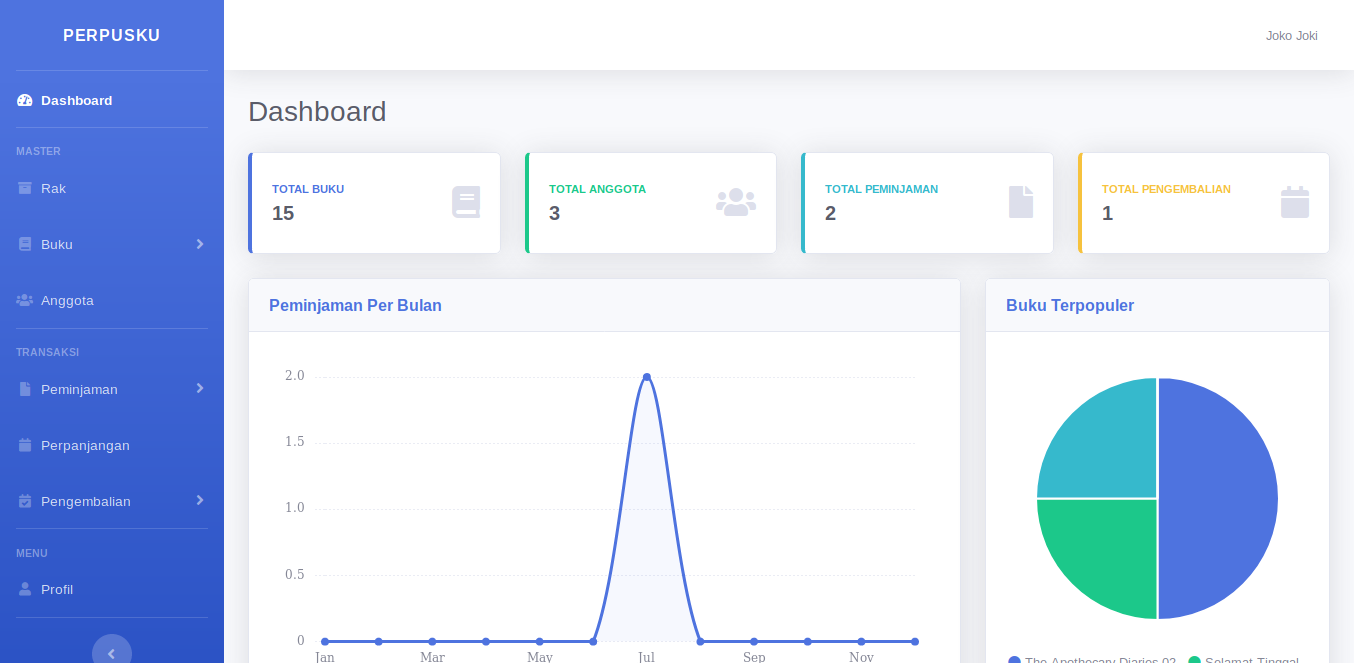 PERPUSKU
Joko Joki
Dashboard
MASTER
Rak
Buku
Anggota
TRANSAKSI
Peminjaman
Perpanjangan
Pengembalian
MENU
Profil
Dashboard
TOTAL BUKU
15
TOTAL ANGGOTA
3
TOTAL PEMINJAMAN
2
TOTAL PENGEMBALIAN
1
Peminjaman Per Bulan
2.0
1.5
1.0
0.5
0
Jan Mar May Jul Sep Nov
Buku Terpopuler
The Apothecary Diaries 02 Selamat Tinggal